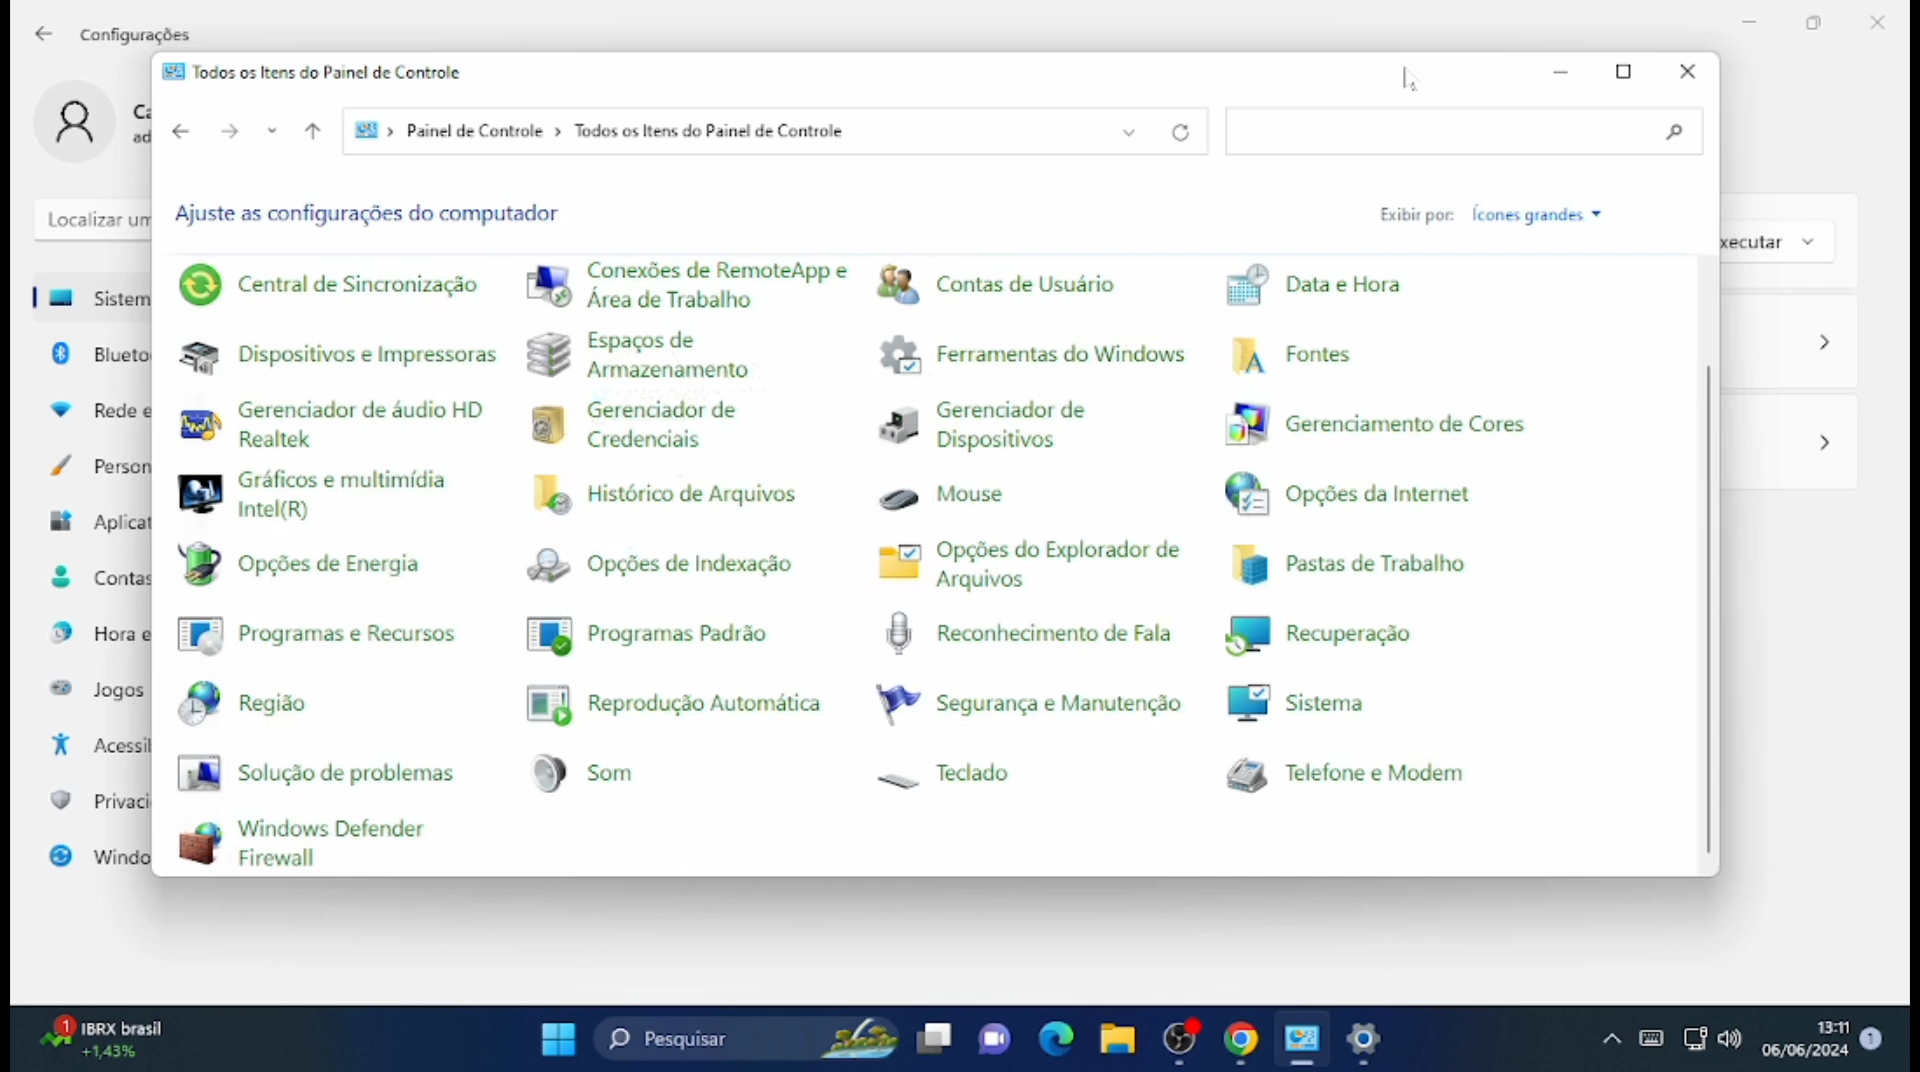 Configurações
Todos os Itens do Painel de Controle
Ca
ad
Painel de Controle
Todos os Itens do Painel de Controle
Localizar um
Ajuste as configurações do computador
Exibir por:
Ícones grandes
xecutar
Central de Sincronização
Conexões de RemoteApp e
Área de Trabalho
Contas de Usuário
Data e Hora
Dispositivos e Impressoras
Espaços de
Armazenamento
Ferramentas do Windows
Fontes
Gerenciador de áudio HD
Realtek
Gerenciador de
Credenciais
Gerenciador de
Dispositivos
Gerenciamento de Cores
Gráficos e multimídia
Intel(R)
Histórico de Arquivos
Mouse
Opções da Internet
Opções de Energia
Opções de Indexação
Opções do Explorador de
Arquivos
Pastas de Trabalho
Programas e Recursos
Programas Padrão
Reconhecimento de Fala
Recuperação
Região
Reprodução Automática
Segurança e Manutenção
Sistema
Solução de problemas
Som
Teclado
Telefone e Modem
Windows Defender
Firewall
Sistem
Blueto
Rede e
Person
Aplicat
Contas
Hora e
Jogos
Acessil
Privaci
Windo
1
IBRX brasil
+1,43%
Pesquisar
13:11
06/06/2024
1